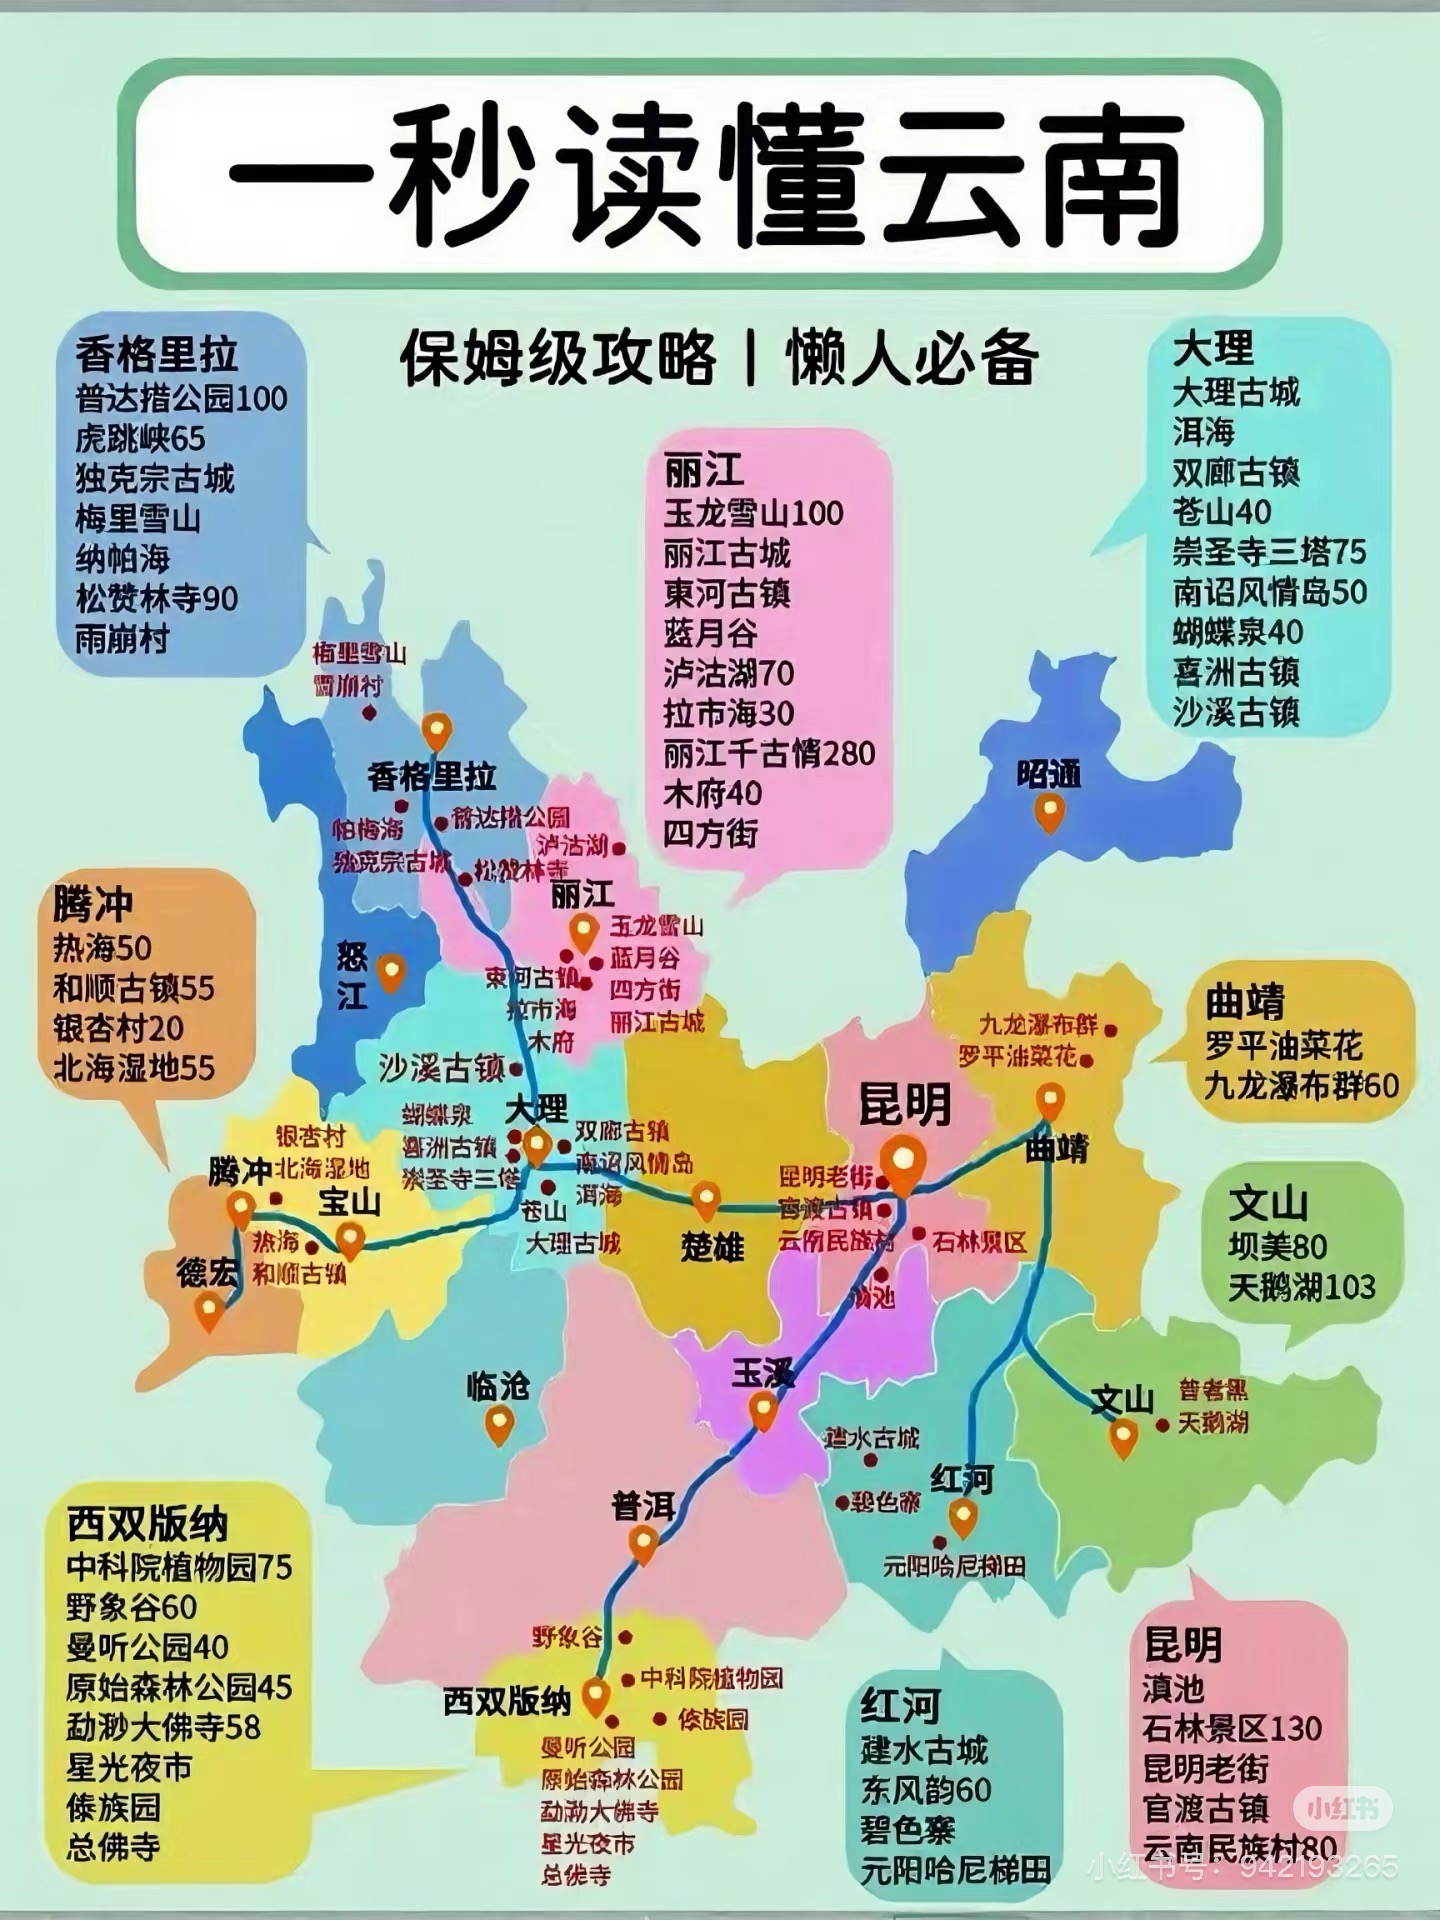 一秒读懂云南
保姆级攻略丨懒人必备
香格里拉
普达措公园100
虎跳峡65
独克宗古城
梅里雪山
纳帕海
松赞林寺90
雨崩村
丽江
玉龙雪山100
丽江古城
束河古镇
蓝月谷
泸沽湖70
拉市海30
丽江千古情280
木府40
四方街
大理
大理古城
洱海
双廊古镇
苍山40
崇圣寺三塔75
南诏风情岛50
蝴蝶泉40
喜洲古镇
沙溪古镇
梅里雪山
雪崩村
香格里拉
帕梅海
普达措公园
独克宗古城
松赞林寺
泸沽湖
丽江
玉龙雪山
蓝月谷
四方街
丽江古城
束河古镇
拉市海
木府
昭通
怒江
腾冲
热海50
和顺古镇55
银杏村20
北海湿地55
曲靖
罗平油菜花
九龙瀑布群60
九龙瀑布群
罗平油菜花
曲靖
昆明
昆明老街
官渡古镇
云南民族村
石林景区
滇池
沙溪古镇
大理
蝴蝶泉
喜洲古镇
崇圣寺三塔
双廊古镇
南诏风情岛
洱海
苍山
大理古城
楚雄
银杏村
腾冲
北海湿地
宝山
热海
和顺古镇
德宏
文山
坝美80
天鹅湖103
临沧
玉溪
文山
普者黑
天鹅湖
建水古城
碧色寨
红河
元阳哈尼梯田
普洱
西双版纳
中科院植物园75
野象谷60
曼听公园40
原始森林公园45
勐泐大佛寺58
星光夜市
傣族园
总佛寺
野象谷
中科院植物园
西双版纳
傣族园
曼听公园
原始森林公园
勐泐大佛寺
星光夜市
总佛寺
红河
建水古城
东风韵60
碧色寨
元阳哈尼梯田
昆明
滇池
石林景区130
昆明老街
官渡古镇
云南民族村80
小红书
小红书号：942193265